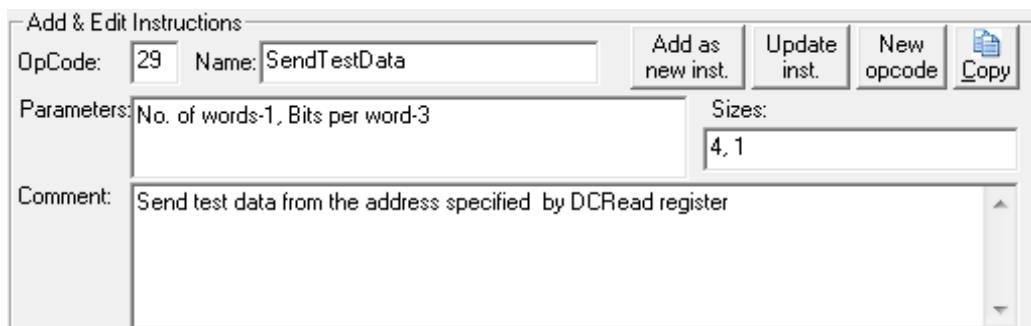 Add & Edit Instructions
OpCode: 29 Name: SendTestData
Add as new inst.
Update inst.
New opcode
Copy
Parameters: No. of words-1, Bits per word-3
Sizes:
4, 1
Comment: Send test data from the address specified  by DCRead register